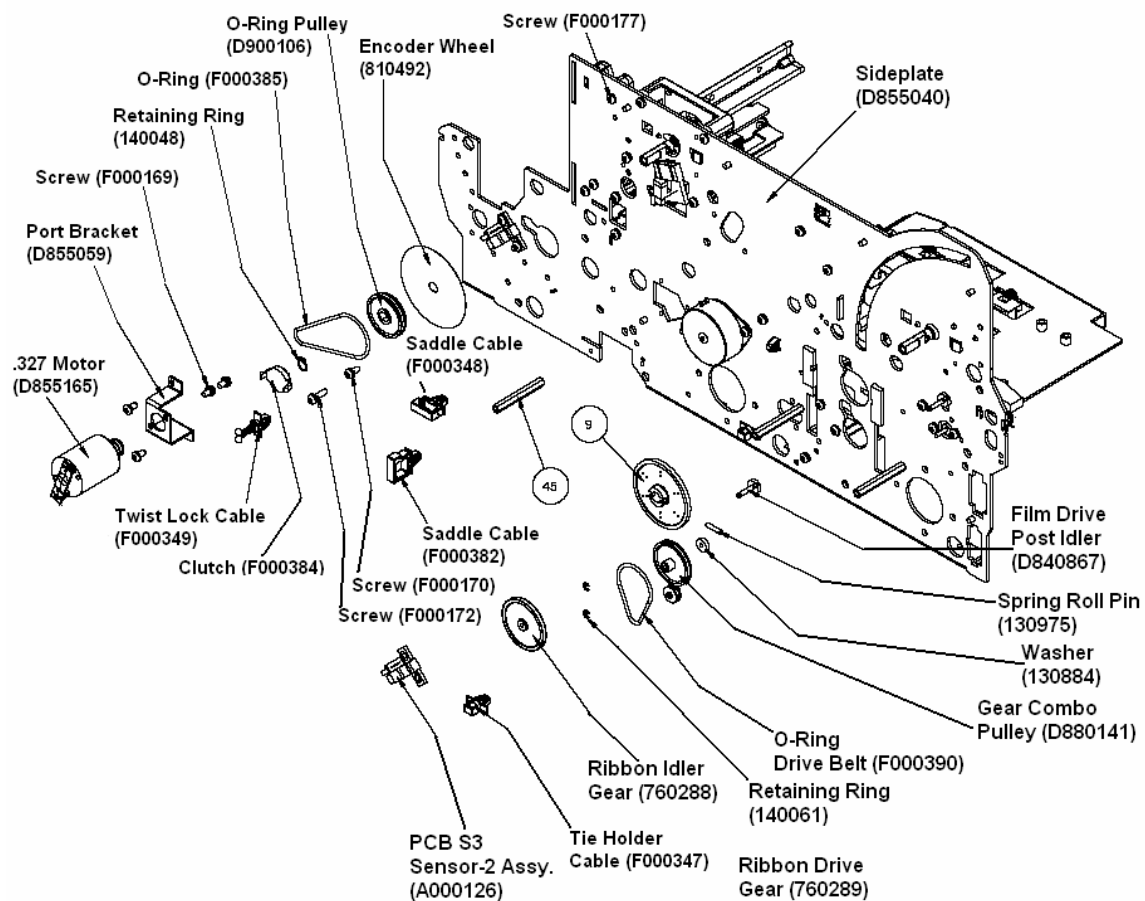 O-Ring Pulley
(D900106)
Screw (F000177)
Encoder Wheel
(810492)
Sideplate
(D855040)
O-Ring (F000385)
Retaining Ring
(140048)
Screw (F000169)
Port Bracket
(D855059)
.327 Motor
(D855165)
Saddle Cable
(F000348)
9
45
Twist Lock Cable
(F000349)
Clutch (F000384)
Saddle Cable
(F000382)
Screw (F000170)
Screw (F000172)
Film Drive
Post Idler
(D840867)
Spring Roll Pin
(130975)
Washer
(130884)
Gear Combo
Pulley (D880141)
O-Ring
Drive Belt (F000390)
Ribbon Idler
Gear (760288)
Retaining Ring
(140061)
PCB S3
Sensor-2 Assy.
(A000126)
Tie Holder
Cable (F000347)
Ribbon Drive
Gear (760289)